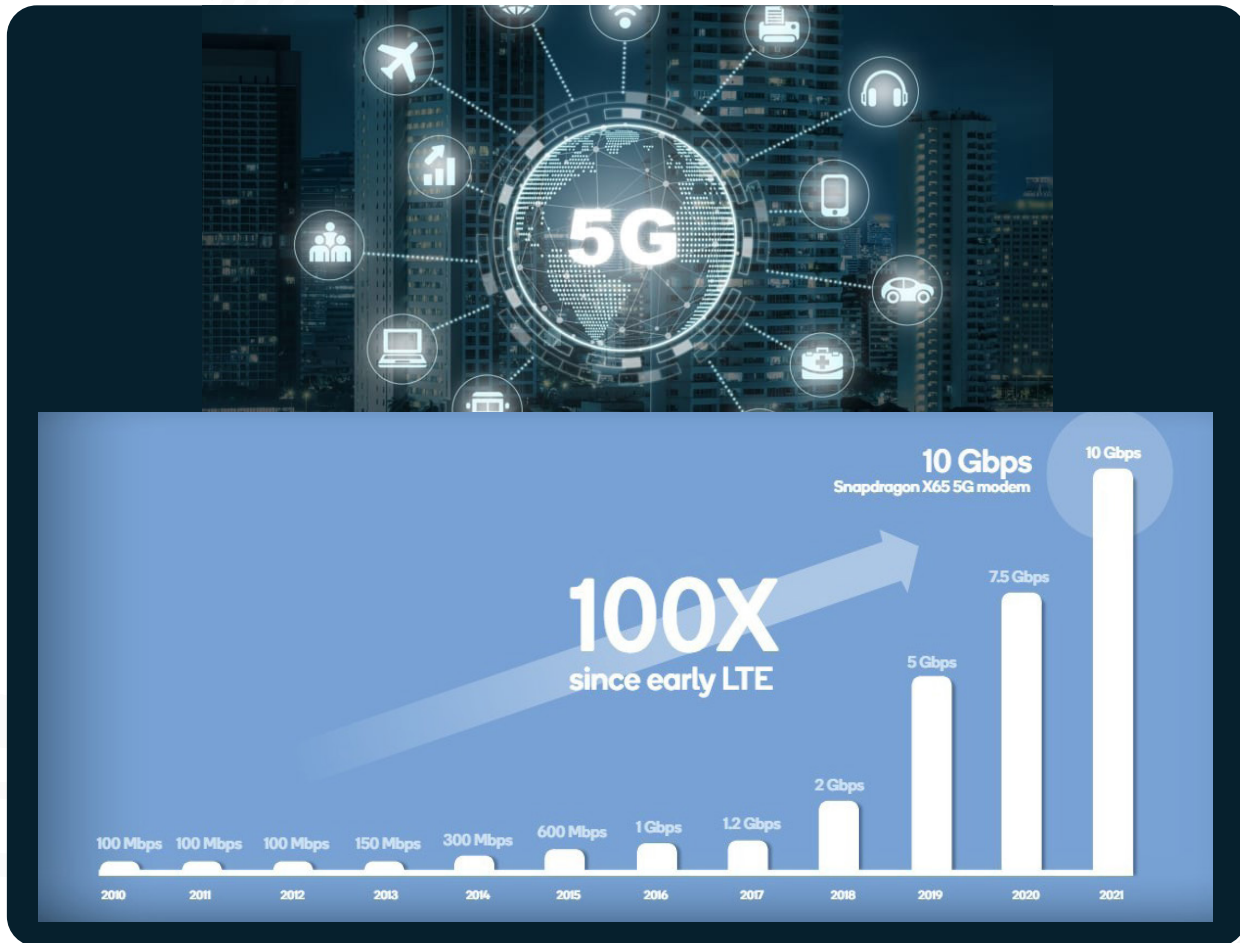 5G
10 Gbps
Snapdragon X65 5G modem
10 Gbps
7.5 Gbps
100X
since early LTE
5 Gbps
2 Gbps
100 Mbps 100 Mbps 100 Mbps 150 Mbps 300 Mbps 600 Mbps 1 Gbps 1.2 Gbps
2010 2011 2012 2013 2014 2015 2016 2017 2018 2019 2020 2021